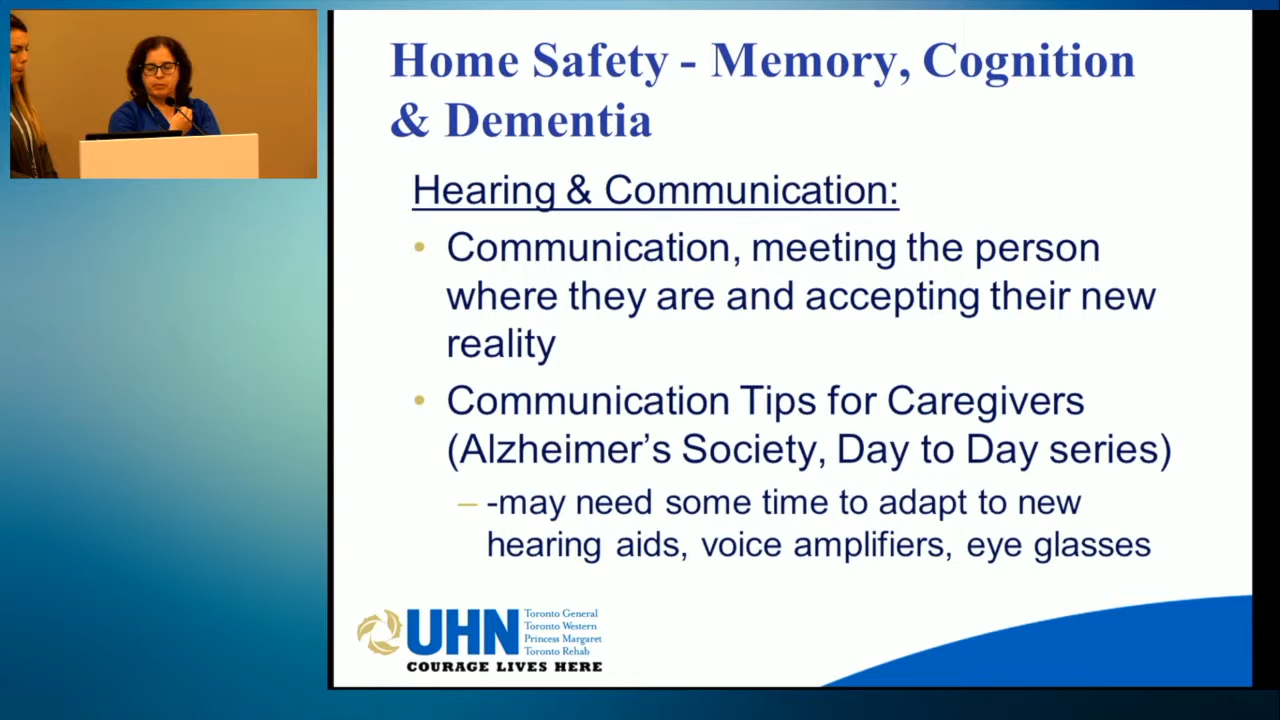 Home Safety - Memory, Cognition
& Dementia
Hearing & Communication:
• Communication, meeting the person
where they are and accepting their new
reality
• Communication Tips for Caregivers
(Alzheimer’s Society, Day to Day series)
– -may need some time to adapt to new
hearing aids, voice amplifiers, eye glasses
UHN
Toronto General
Toronto Western
Princess Margaret
Toronto Rehab
COURAGE LIVES HERE